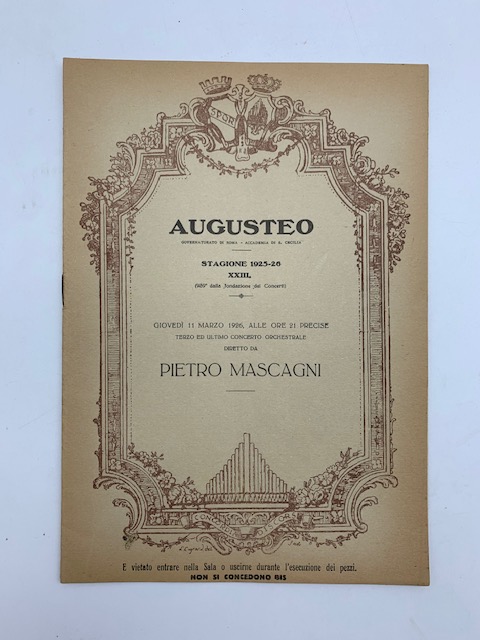 SPQR
AUGUSTEO
GOVERNATORATO DI ROMA • ACCADEMIA DI S. CECILIA
STAGIONE 1925-26
XXIII,
(989° dalla fondazione dei Concerti)
GIOVEDÌ 11 MARZO 1926, ALLE ORE 21 PRECISE
TERZO ED ULTIMO CONCERTO ORCHESTRALE
DIRETTO DA
PIETRO MASCAGNI
È vietato entrare nella Sala o uscirne durante l'esecuzione dei pezzi.
NON SI CONCEDONO BIS